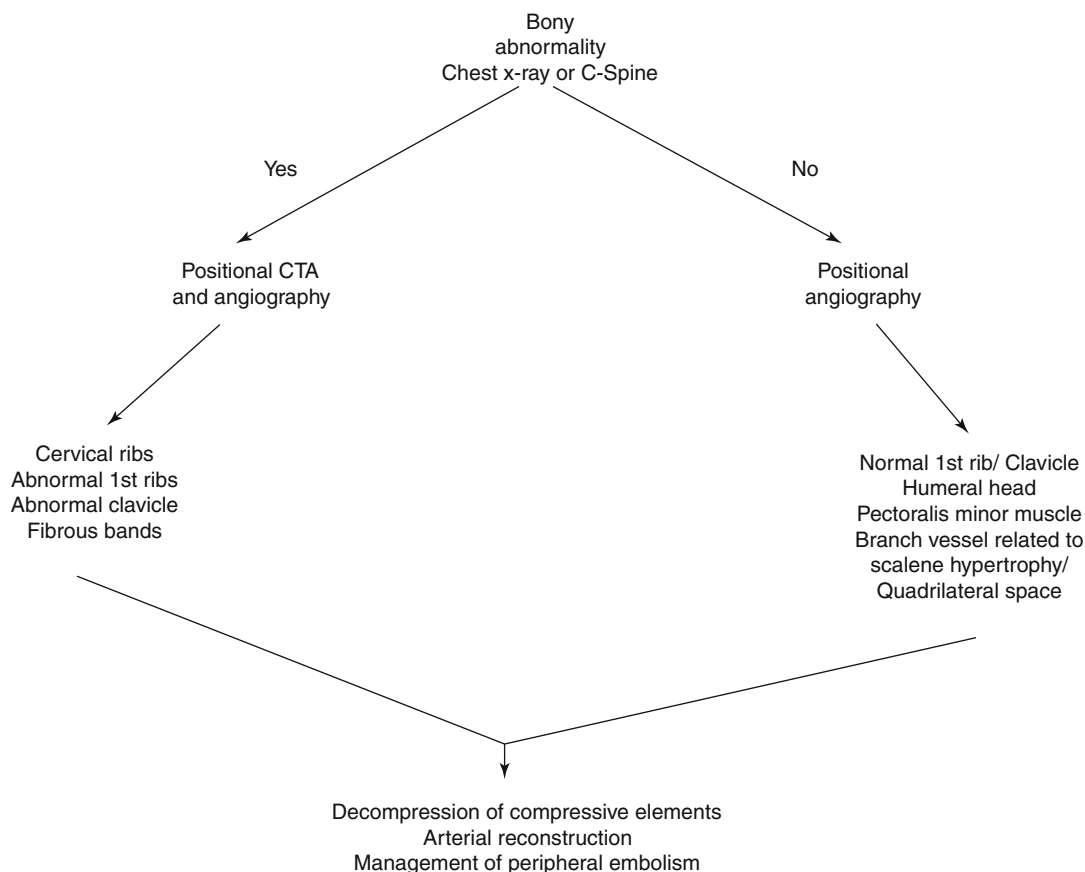 Bony
abnormality
Chest x-ray or C-Spine
Yes
No
Positional CTA
and angiography
Positional
angiography
Cervical ribs
Abnormal 1st ribs
Abnormal clavicle
Fibrous bands
Normal 1st rib/ Clavicle
Humeral head
Pectoralis minor muscle
Branch vessel related to
scalene hypertrophy/
Quadrilateral space
Decompression of compressive elements
Arterial reconstruction
Management of peripheral embolism